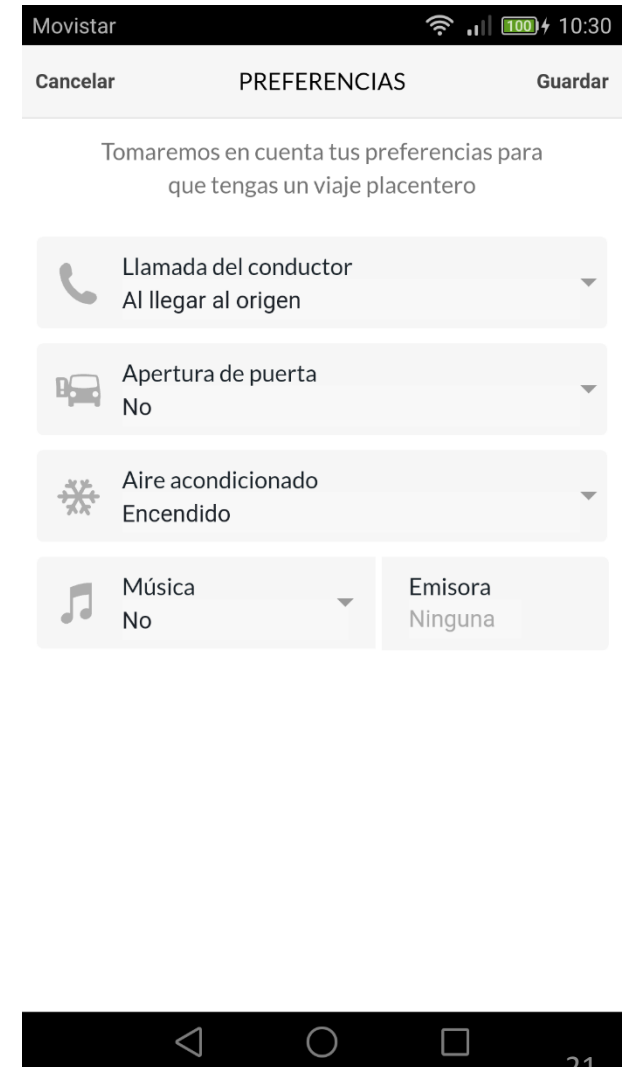 Movistar 100 10:30
Cancelar PREFERENCIAS Guardar
Tomaremos en cuenta tus preferencias para
que tengas un viaje placentero
Llamada del conductor
Al llegar al origen
Apertura de puerta
No
Aire acondicionado
Encendido
Música
No
Emisora
Ninguna
21